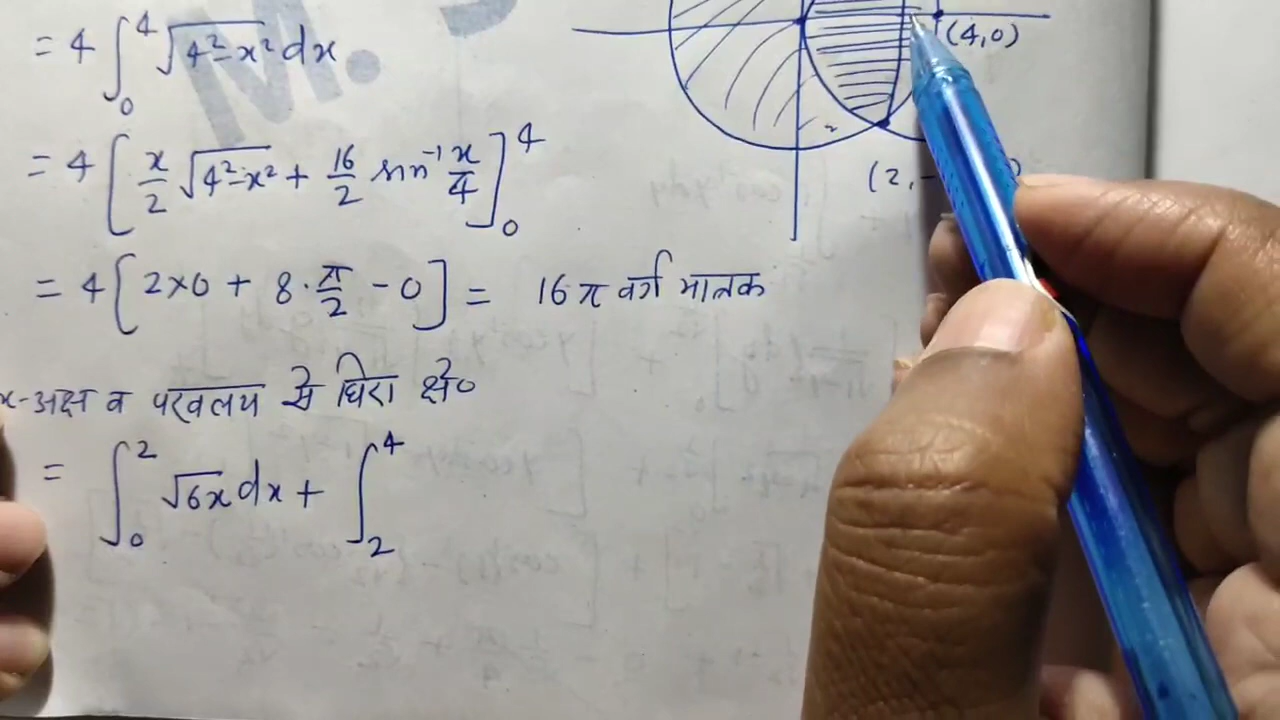 = 4 ∫₀⁴ √(4²-x²) dx
(4,0)
= 4 [ x/2 √(4²-x²) + 16/2 sin⁻¹ x/4 ]₀⁴
(2,-
= 4 [ 2×0 + 8·π/2 - 0 ] = 16π वर्ग मात्रक
x-अक्ष व परवलय से घिरा क्षे०
= ∫₀² √6x dx + ∫₂⁴